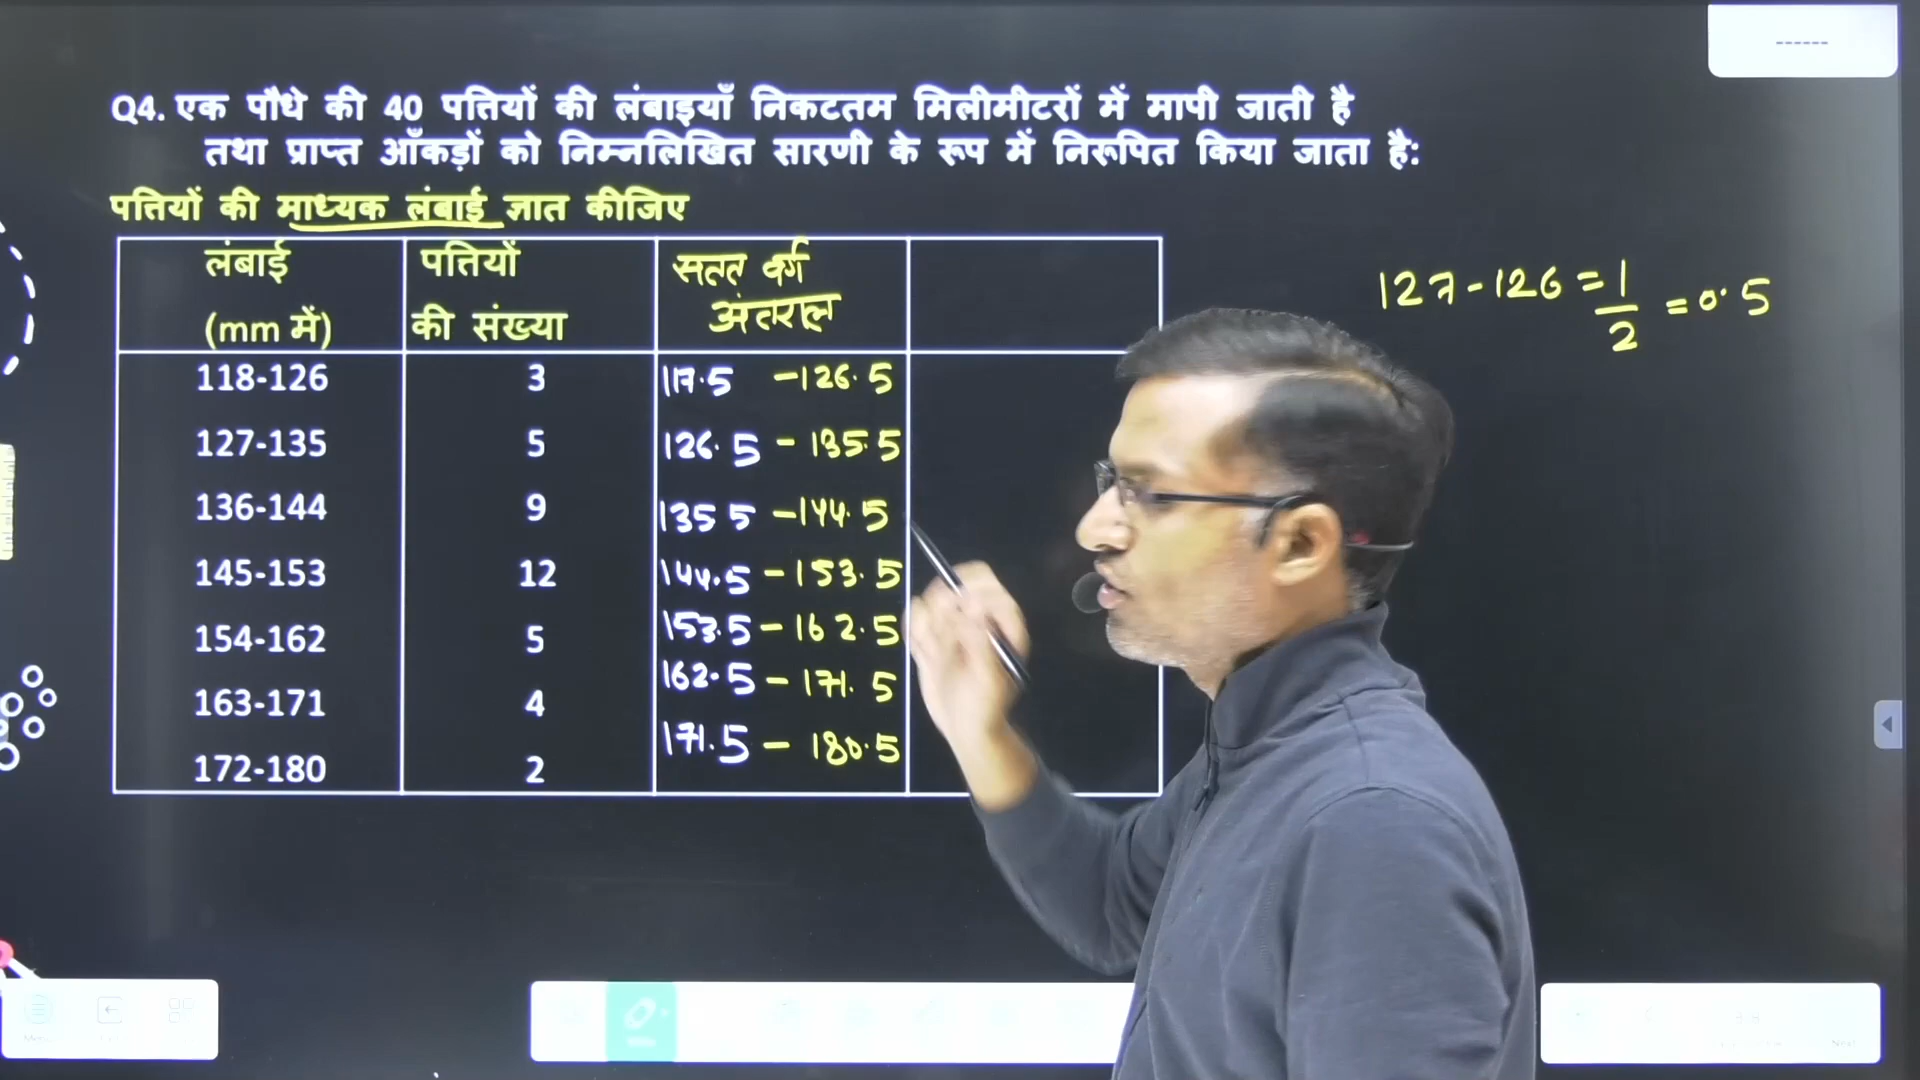 ------
Q4. एक पौधे की 40 पत्तियों की लंबाइयाँ निकटतम मिलीमीटरों में मापी जाती है
तथा प्राप्त आँकड़ों को निम्नलिखित सारणी के रूप में निरूपित किया जाता है:
पत्तियों की माध्यक लंबाई ज्ञात कीजिए
लंबाई (mm में) पत्तियों की संख्या सतत वर्ग अंतराल
118-126 3 117.5 - 126.5
127-135 5 126.5 - 135.5
136-144 9 135 5 - 144.5
145-153 12 144.5 - 153.5
154-162 5 153.5 - 162.5
163-171 4 162.5 - 171.5
172-180 2 171.5 - 180.5
127-126 = 1/2 = 0.5